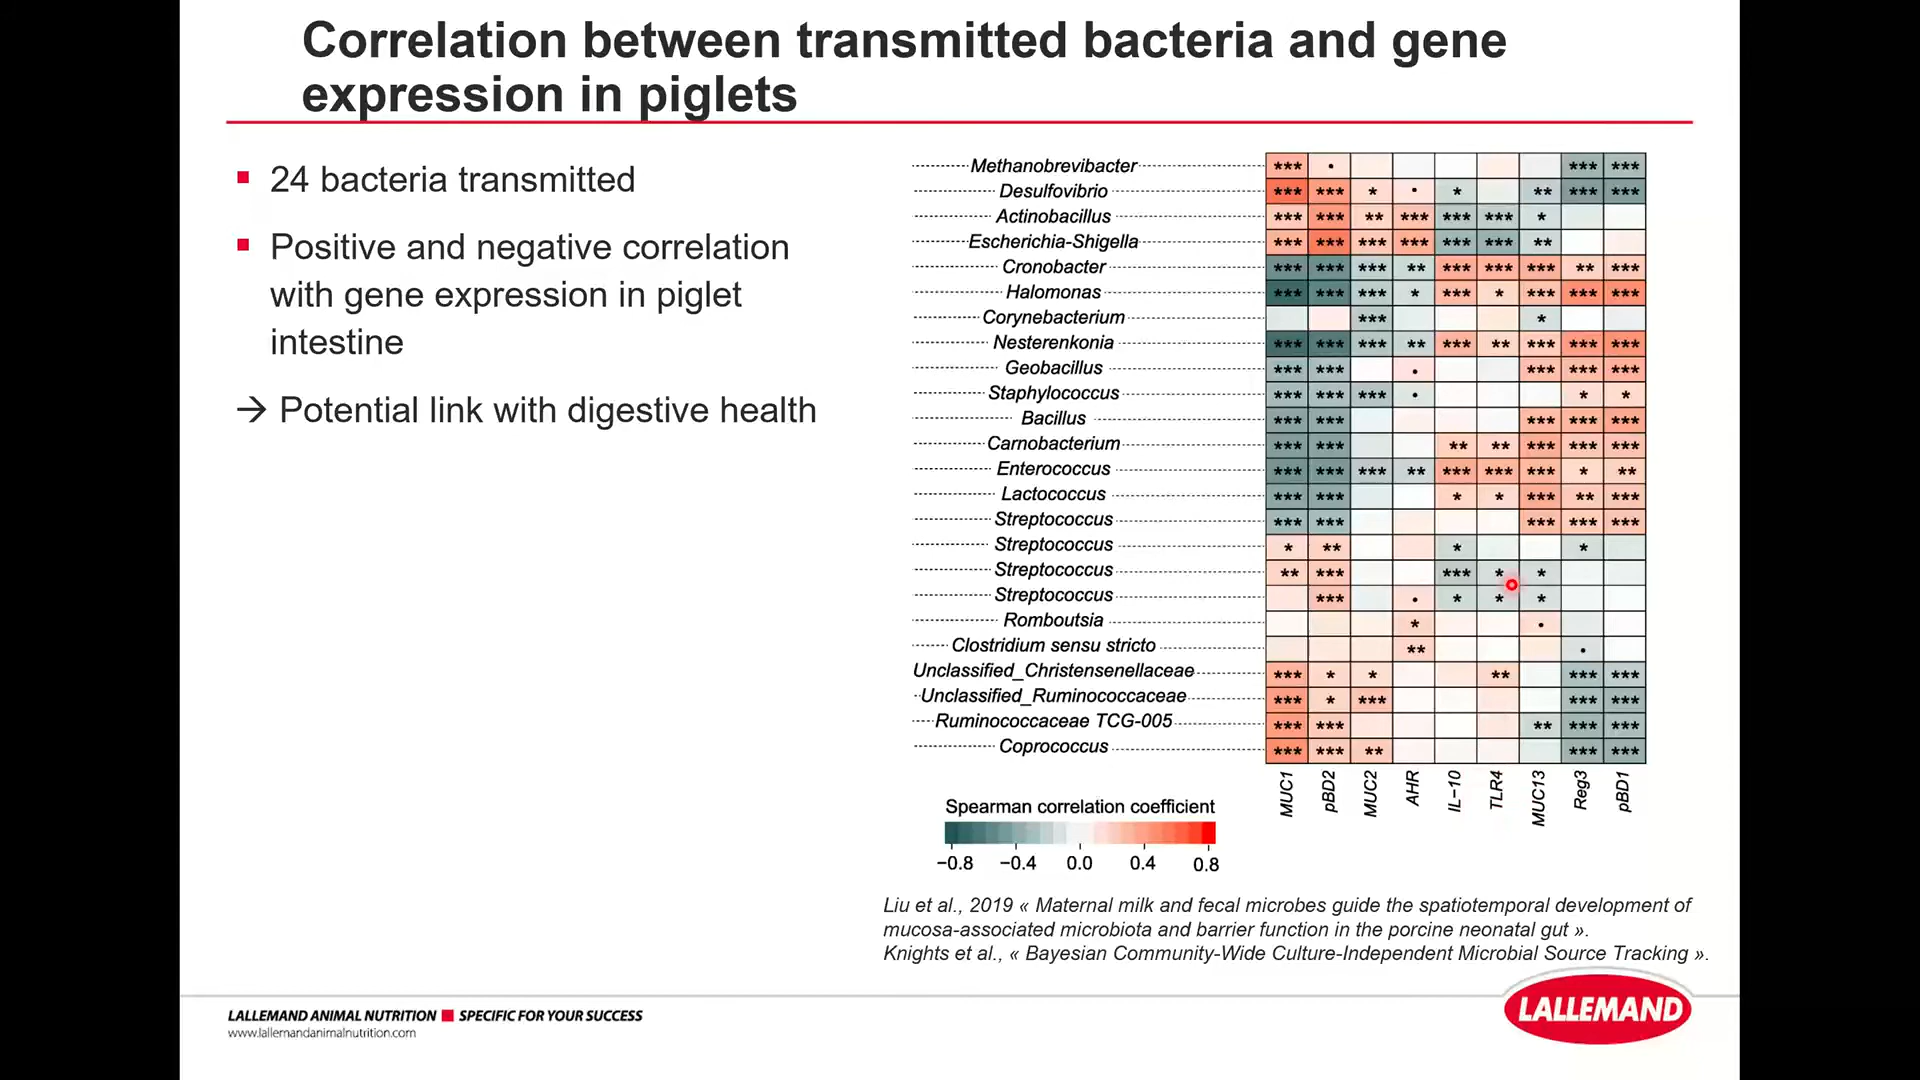 Correlation between transmitted bacteria and gene
expression in piglets
24 bacteria transmitted
Positive and negative correlation
with gene expression in piglet
intestine
→ Potential link with digestive health
Methanobrevibacter *** • *** ***
Desulfovibrio *** *** * • * ** *** ***
Actinobacillus *** *** ** *** *** *** *
Escherichia-Shigella *** *** *** *** *** *** **
Cronobacter *** *** *** ** *** *** *** ** ***
Halomonas *** *** *** * *** * *** *** ***
Corynebacterium *** *
Nesterenkonia *** *** *** ** *** ** *** *** ***
Geobacillus *** *** • *** *** ***
Staphylococcus *** *** *** • * *
Bacillus *** *** *** *** ***
Carnobacterium *** *** ** ** *** *** ***
Enterococcus *** *** *** ** *** *** *** * **
Lactococcus *** *** * * *** ** ***
Streptococcus *** *** *** *** ***
Streptococcus * ** * *
Streptococcus ** *** *** * *
Streptococcus *** • * * *
Romboutsia * •
Clostridium sensu stricto ** •
Unclassified_Christensenellaceae *** * * ** *** ***
Unclassified_Ruminococcaceae *** * *** *** ***
Ruminococcaceae TCG-005 *** *** ** *** ***
Coprococcus *** *** ** *** ***
MUC1 pBD2 MUC2 AHR IL−10 TLR4 MUC13 Reg3 pBD1
Spearman correlation coefficient
−0.8 −0.4 0.0 0.4 0.8
Liu et al., 2019 « Maternal milk and fecal microbes guide the spatiotemporal development of
mucosa-associated microbiota and barrier function in the porcine neonatal gut ».
Knights et al., « Bayesian Community-Wide Culture-Independent Microbial Source Tracking ».
LALLEMAND ANIMAL NUTRITION SPECIFIC FOR YOUR SUCCESS
www.lallemandanimalnutrition.com
LALLEMAND